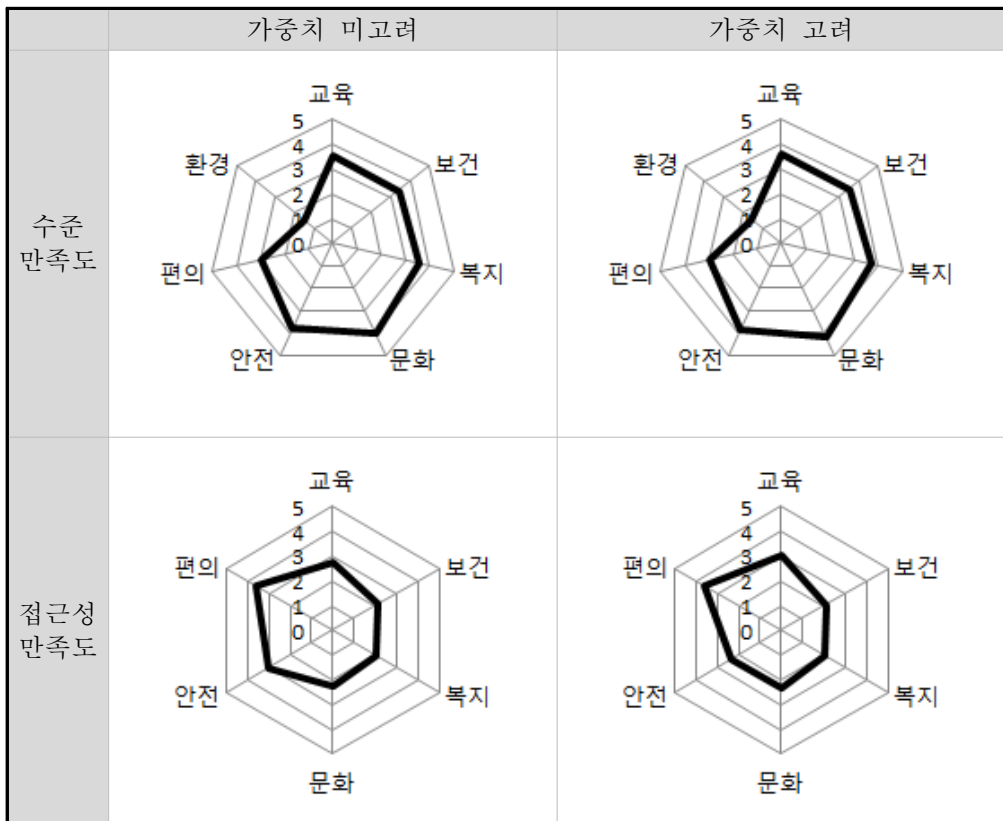 가중치 미고려
가중치 고려
수준
만족도
교육
보건
복지
문화
안전
편의
환경
5
4
3
2
1
0
교육
보건
복지
문화
안전
편의
환경
5
4
3
2
1
0
접근성
만족도
교육
보건
복지
문화
안전
편의
5
4
3
2
1
0
교육
보건
복지
문화
안전
편의
5
4
3
2
1
0